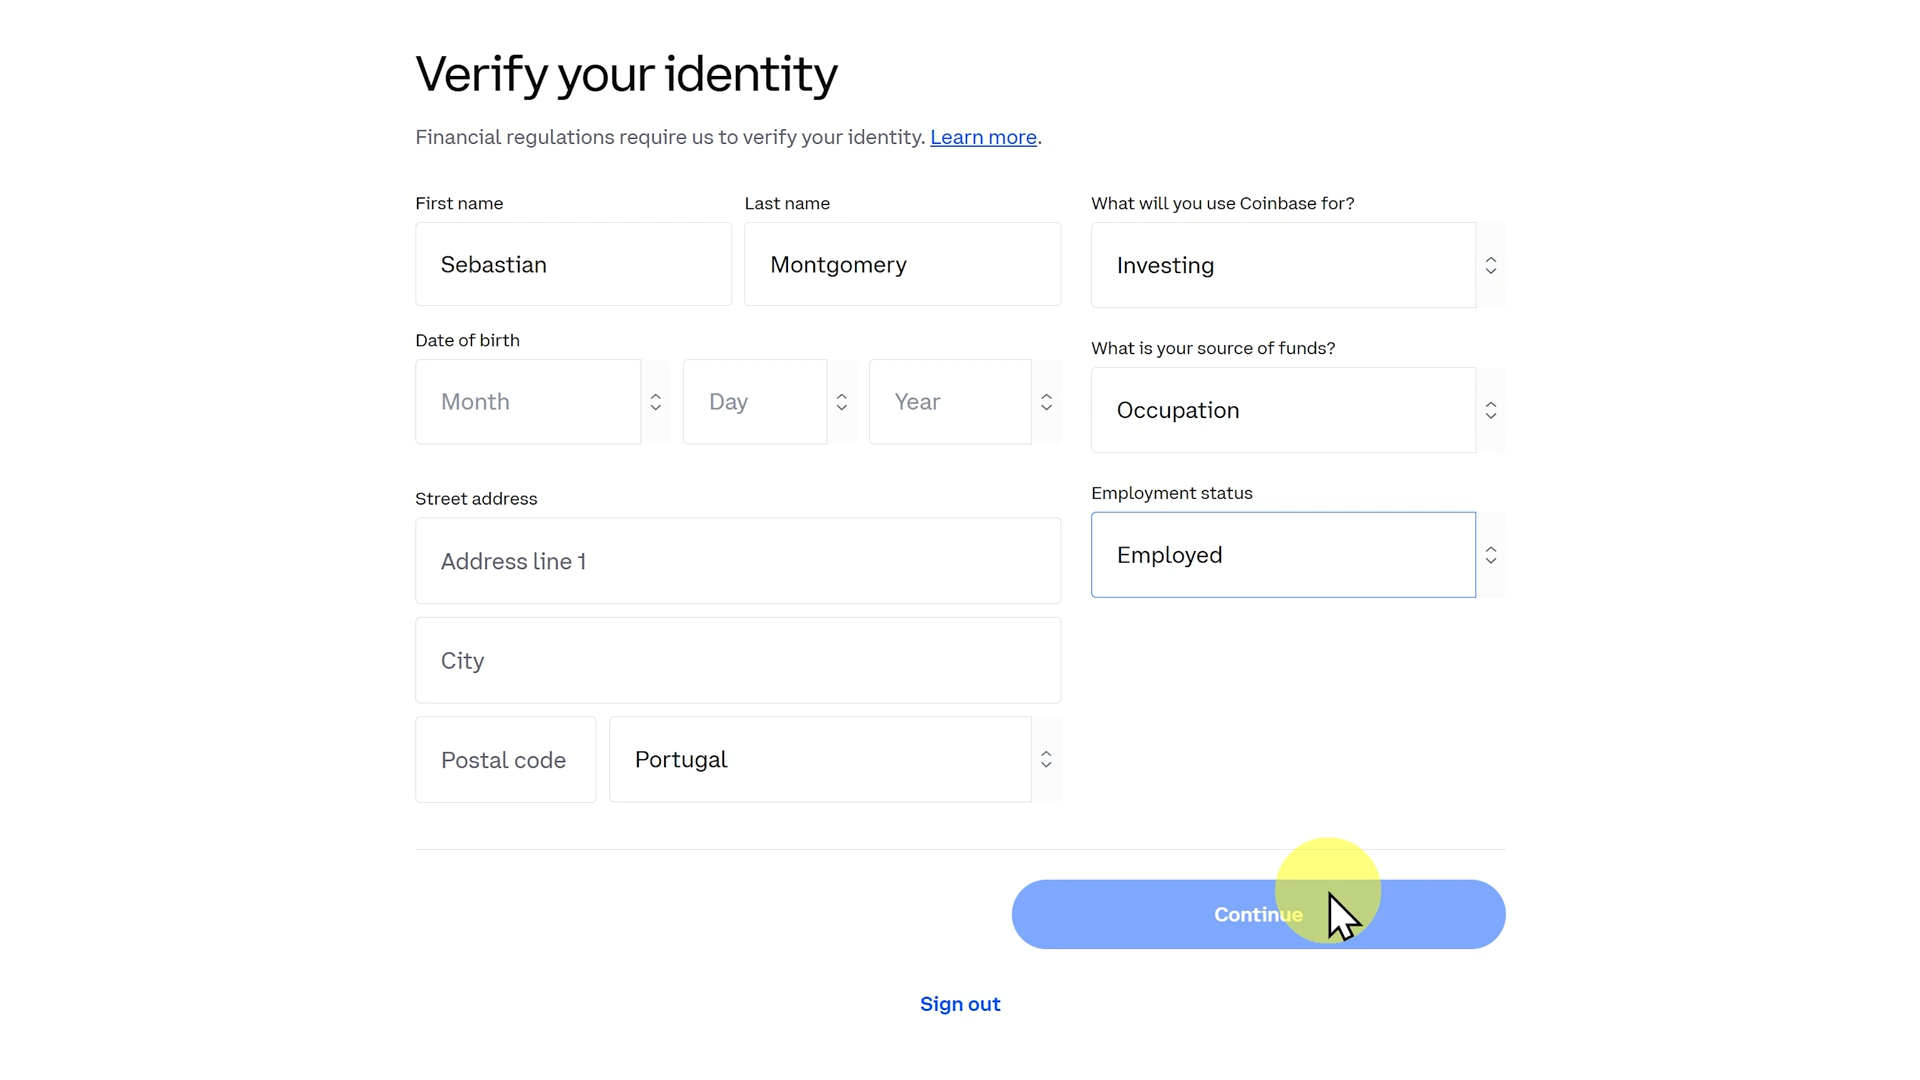 Verify your identity
Financial regulations require us to verify your identity. Learn more.
First name
Last name
Sebastian
Montgomery
Date of birth
Month
Day
Year
Street address
Address line 1
City
Postal code
Portugal
What will you use Coinbase for?
Investing
What is your source of funds?
Occupation
Employment status
Employed
Continue
Sign out